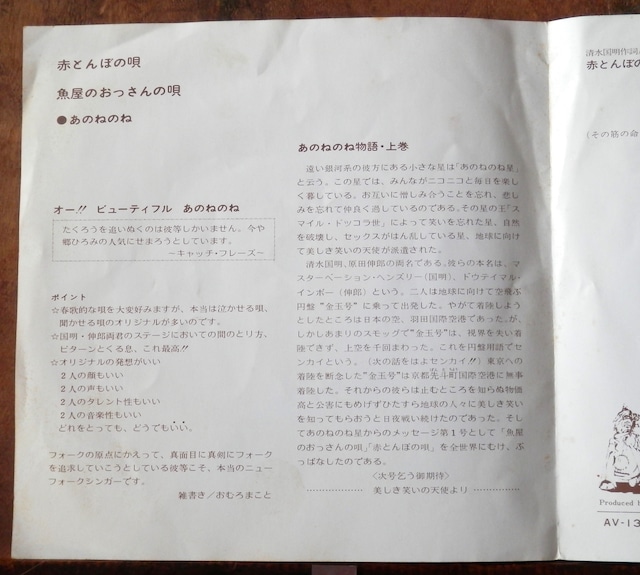 赤とんぼの唄
魚屋のおっさんの唄
●あのねのね
オー!! ビューティフル あのねのね
たくろうを追いぬくのは彼等しかいません。今や
郷ひろみの人気にせまろうとしています。
～キャッチ・フレーズ～
ポイント
☆春歌的な唄を大変好みますが、本当は泣かせる唄、
聞かせる唄のオリジナルが多いのです。
☆国明・伸郎両君のステージにおいての間のとり方、
ピターンとくる息、これ最高!!
☆オリジナルの発想がいい
２人の顔もいい
２人の声もいい
２人のタレント性もいい
２人の音楽性もいい
どれをとっても、どうでもいい。
フォークの原点にかえって、真面目に真剣にフォーク
を追求していこうとしている彼等こそ、本当のニュー
フォークシンガーです。
雑書き／おむろまこと
あのねのね物語・上巻
遠い銀河系の彼方にある小さな星は「あのねのね星」
と云う。この星では、みんながニコニコと毎日を楽し
く過している。お互いに憎しみ合うことを忘れ、悲し
みを忘れて仲良く過しているのである。その星の王「ス
マイル・ドッコラ世」によって笑いを忘れた星、自然
を破壊し、セックスがはん乱している星、地球に向け
て美しき笑いの天使が派遣された。
清水国明、原田伸郎の両名である。彼らの本名は、マ
スターベーション・ヘンズリー（国明）、ドウティマル・
インポー（伸郎）という。二人は地球に向けて空飛ぶ
円盤“金玉号”に乗って出発した。やがて着陸しよう
としたところは日本の空、羽田国際空港であった。が、
しかしあまりのスモッグで“金玉号”は、視界を失い着
陸できず、上空を千回まわった。これを円盤用語でセ
ンカイという。（次の話をはよセンカイ!!）東京への
着陸を断念した“金玉号”は京都先斗町国際空港に無事
着陸した。それからの彼らは止むところを知らぬ物価
高と公害にもめげずひたすら地球の人々に美しき笑い
を知ってもらおうと日夜戦い続けたのであった。そし
てあのねのね星からのメッセージ第１号として「魚屋
のおっさんの唄」「赤とんぼの唄」を全世界にむけ、ぶ
っぱなしたのである。
〈次号乞う御期待〉
美しき笑いの天使より
清水国明作詞
赤とんぼの
(その筋の命
Produced
AV-13